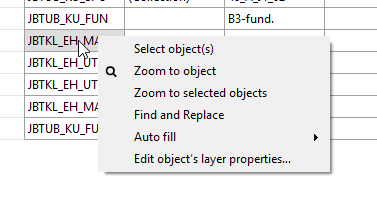 JBTUB_KU_FUN B3-fund.
JBTKL_EH_MA
Select object(s)
JBTKL_EH_UT
Zoom to object
JBTKL_EH_UT
Zoom to selected objects
JBTKL_EH_MA
Find and Replace
JBTUB_KU_FU
Auto fill
Edit object's layer properties...